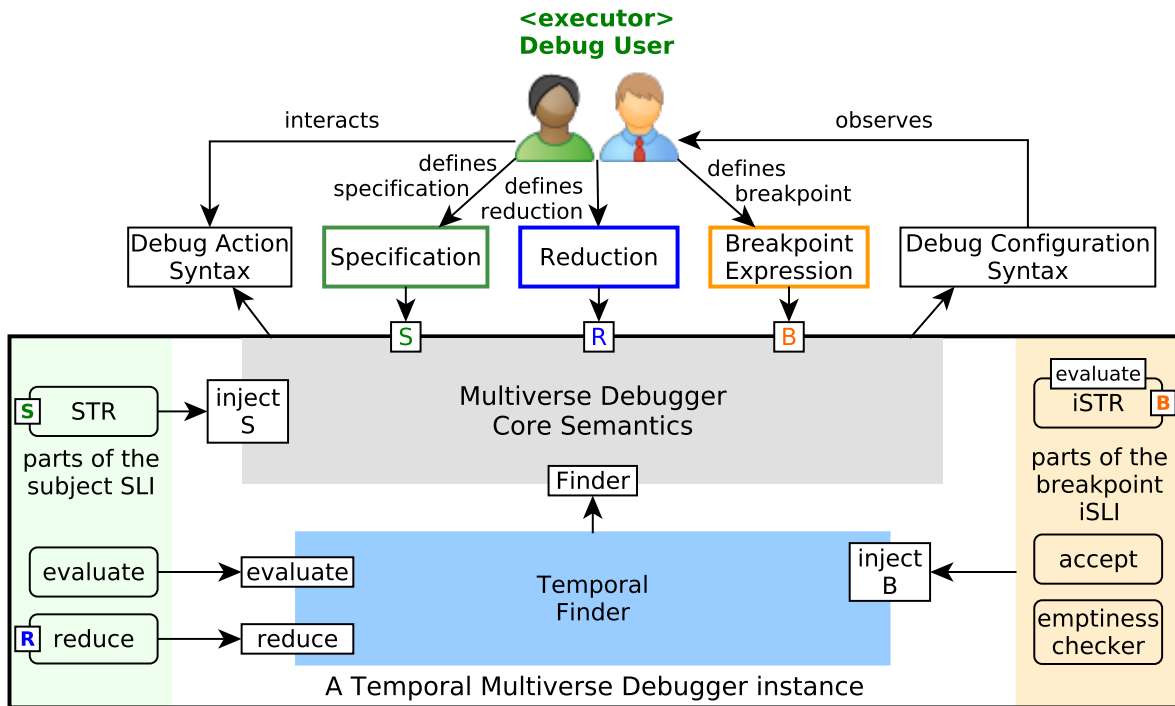 <executor>
Debug User
interacts
observes
defines
specification
defines
reduction
defines
breakpoint
Debug Action
Syntax
Specification
Reduction
Breakpoint
Expression
Debug Configuration
Syntax
S
R
B
S
STR
inject
S
Multiverse Debugger
Core Semantics
evaluate
iSTR
B
parts of the
subject SLI
parts of the
breakpoint
iSLI
Finder
evaluate
evaluate
Temporal
Finder
inject
B
accept
R
reduce
reduce
emptiness
checker
A Temporal Multiverse Debugger instance